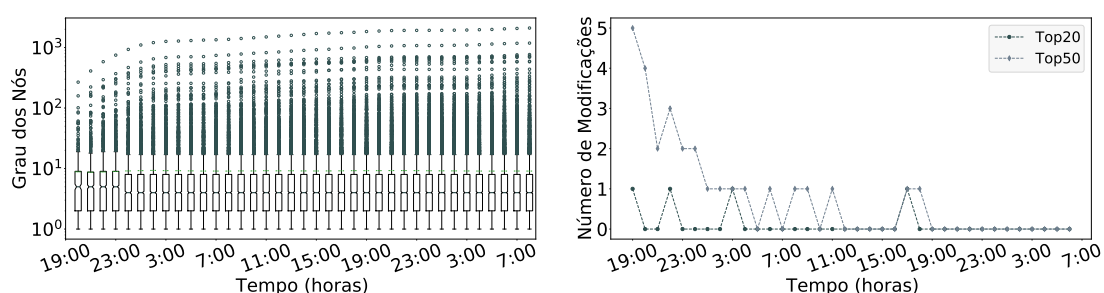 Grau dos Nós
10³
10²
10¹
10⁰
19:00 23:00 3:00 7:00 11:00 15:00 19:00 23:00 3:00 7:00
Tempo (horas)
Número de Modificações
5
4
3
2
1
0
Top20
Top50
19:00 23:00 3:00 7:00 11:00 15:00 19:00 23:00 3:00 7:00
Tempo (horas)